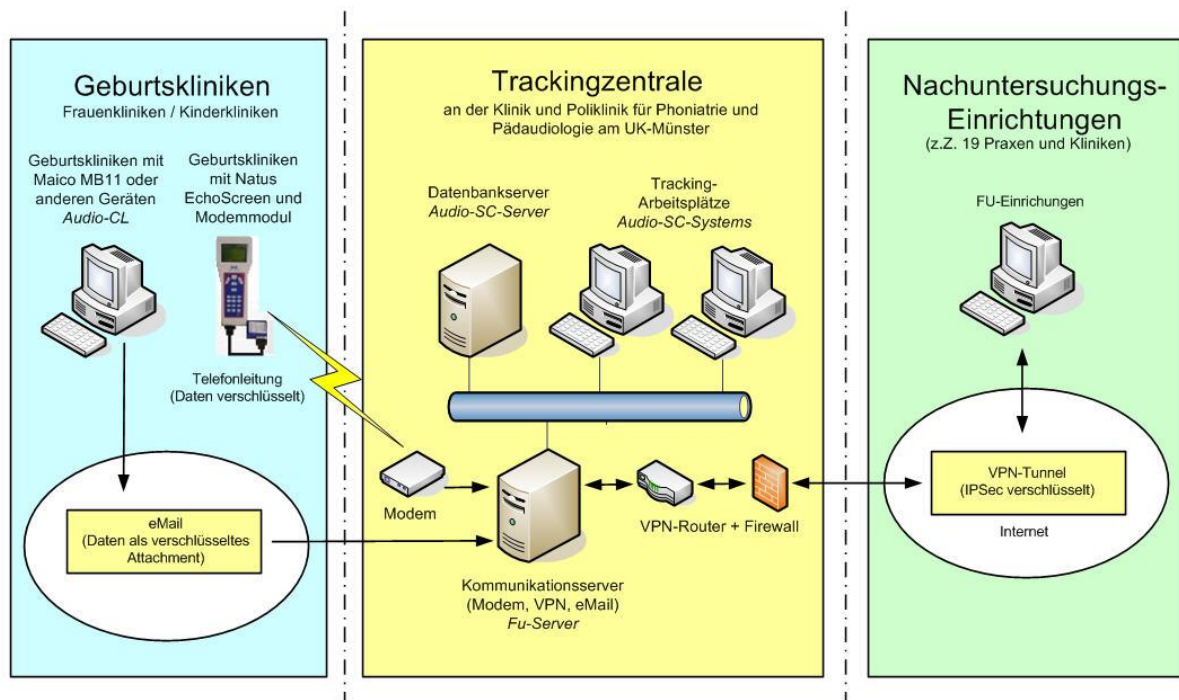 Geburtskliniken
Frauenkliniken / Kinderkliniken
Geburtskliniken mit
Maico MB11 oder
anderen Geräten
Audio-CL
Geburtskliniken
mit Natus
EchoScreen und
Modemmodul
Telefonleitung
(Daten verschlüsselt)
eMail
(Daten als verschlüsseltes
Attachment)
Trackingzentrale
an der Klinik und Poliklinik für Phoniatrie und
Pädaudiologie am UK-Münster
Datenbankserver
Audio-SC-Server
Tracking-
Arbeitsplätze
Audio-SC-Systems
Modem
VPN-Router + Firewall
Kommunikationsserver
(Modem, VPN, eMail)
Fu-Server
Nachuntersuchungs-
Einrichtungen
(z.Z. 19 Praxen und Kliniken)
FU-Einrichungen
VPN-Tunnel
(IPSec verschlüsselt)
Internet